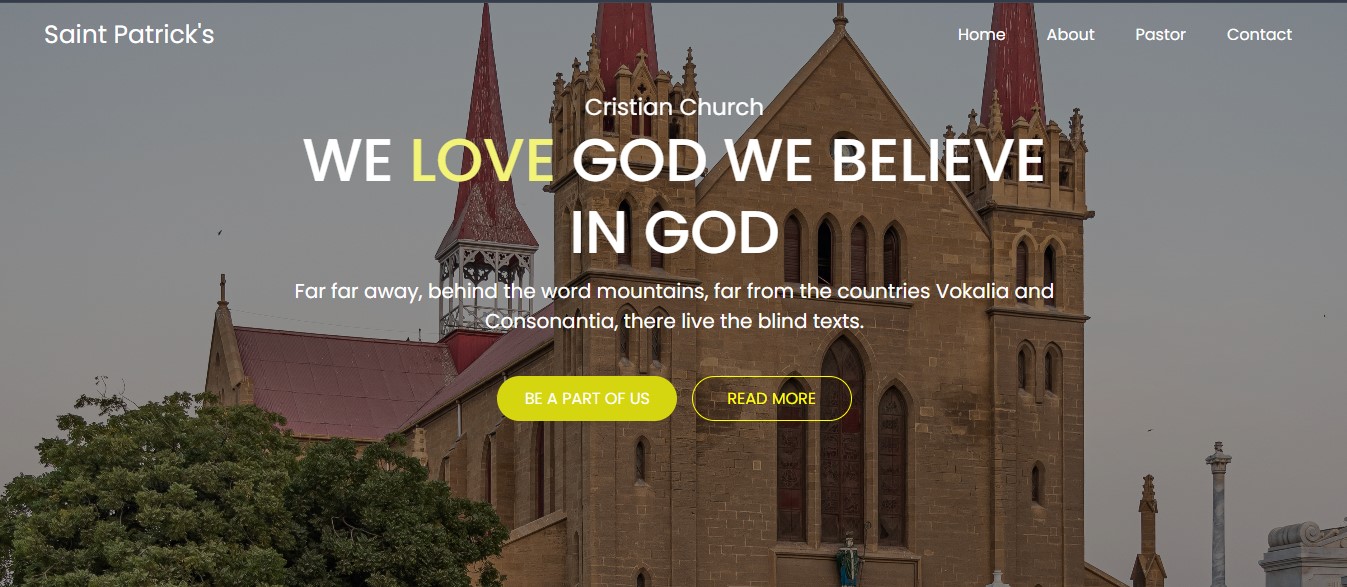 Saint Patrick's
Home About Pastor Contact
Cristian Church
WE LOVE GOD WE BELIEVE
IN GOD
Far far away, behind the word mountains, far from the countries Vokalia and
Consonantia, there live the blind texts.
BE A PART OF US READ MORE